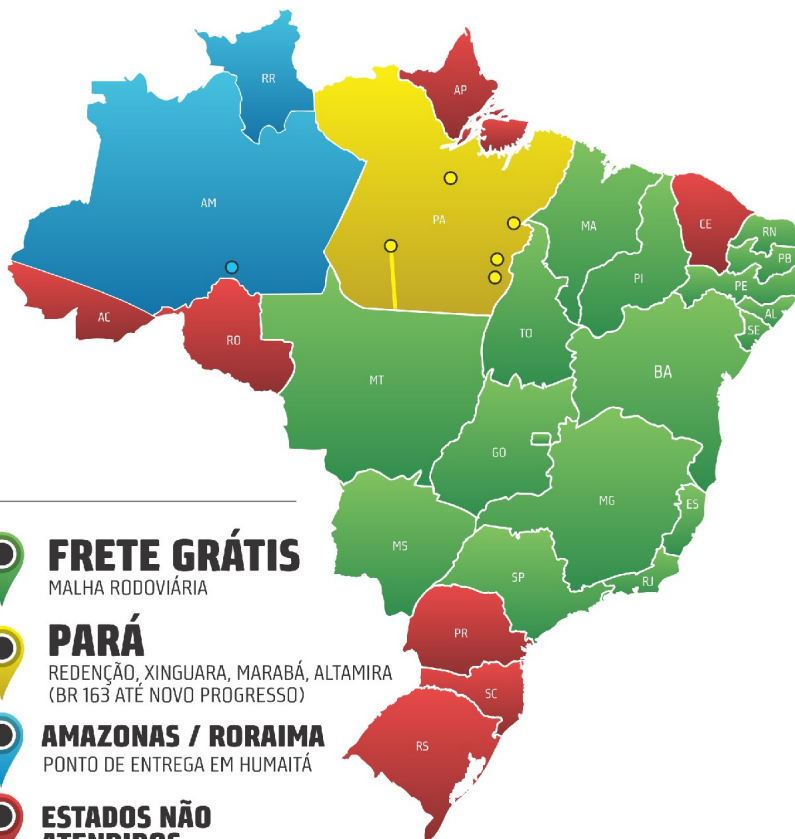 RR
AP
AM
PA
MA
CE
RN
PB
PI
PE
AL
SE
AC
RO
TO
BA
MT
GO
MG
ES
MS
SP
RJ
PR
SC
RS
FRETE GRÁTIS
MALHA RODOVIÁRIA
PARÁ
REDENÇÃO, XINGUARA, MARABÁ, ALTAMIRA
(BR 163 ATÉ NOVO PROGRESSO)
AMAZONAS / RORAIMA
PONTO DE ENTREGA EM HUMAITÁ
ESTADOS NÃO
ATENDIDOS